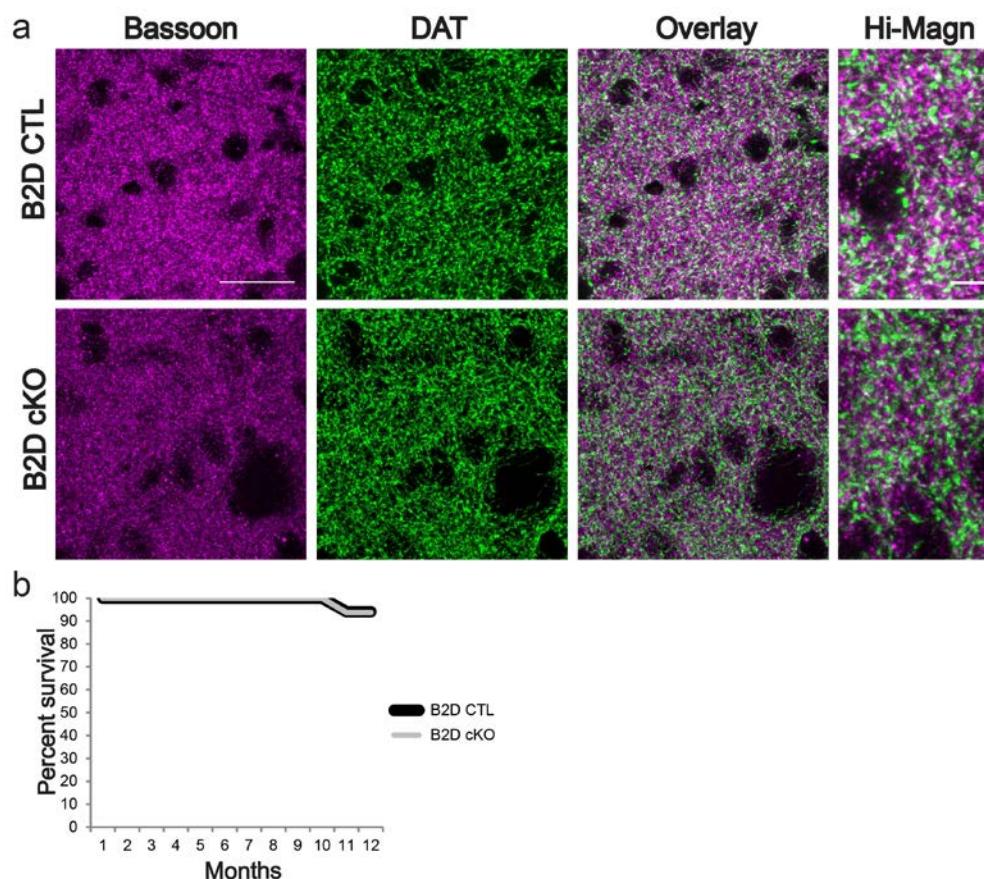 a
Bassoon DAT Overlay Hi-Magn
B2D CTL
B2D cKO
b
Percent survival
100
90
80
70
60
50
40
30
20
10
0
1 2 3 4 5 6 7 8 9 10 11 12
Months
B2D CTL
B2D cKO